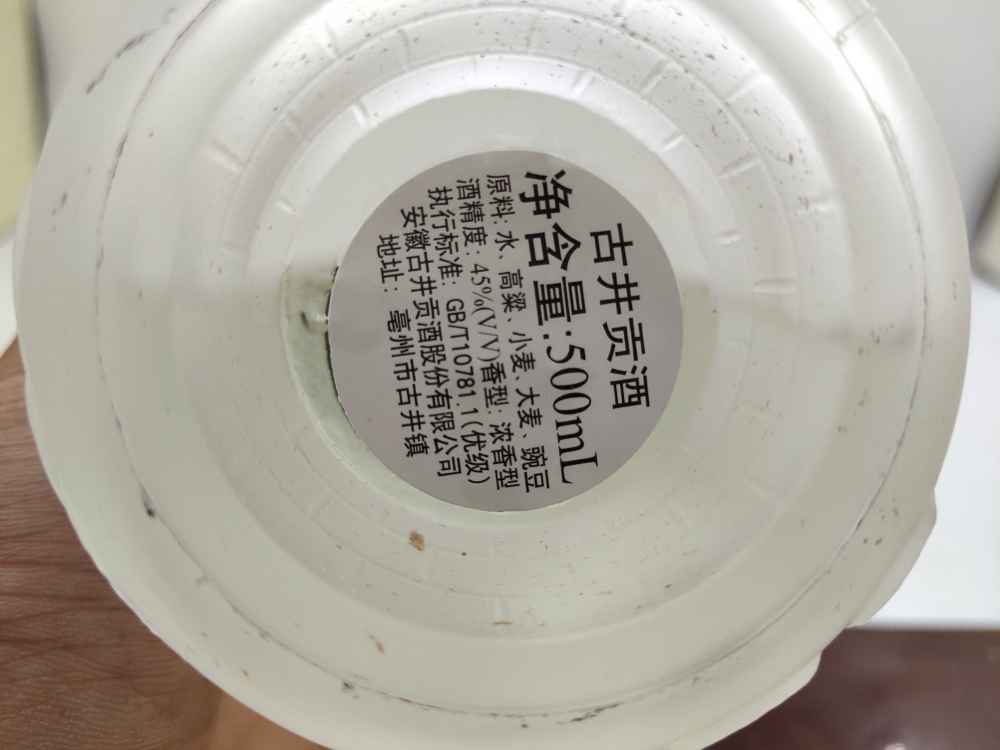 古井贡酒
净含量:500mL
原料:水、高粱、小麦、大麦、豌豆
酒精度:45%(V/V)香型:浓香型
执行标准:GB/T10781.1(优级)
安徽古井贡酒股份有限公司
地址:亳州市古井镇